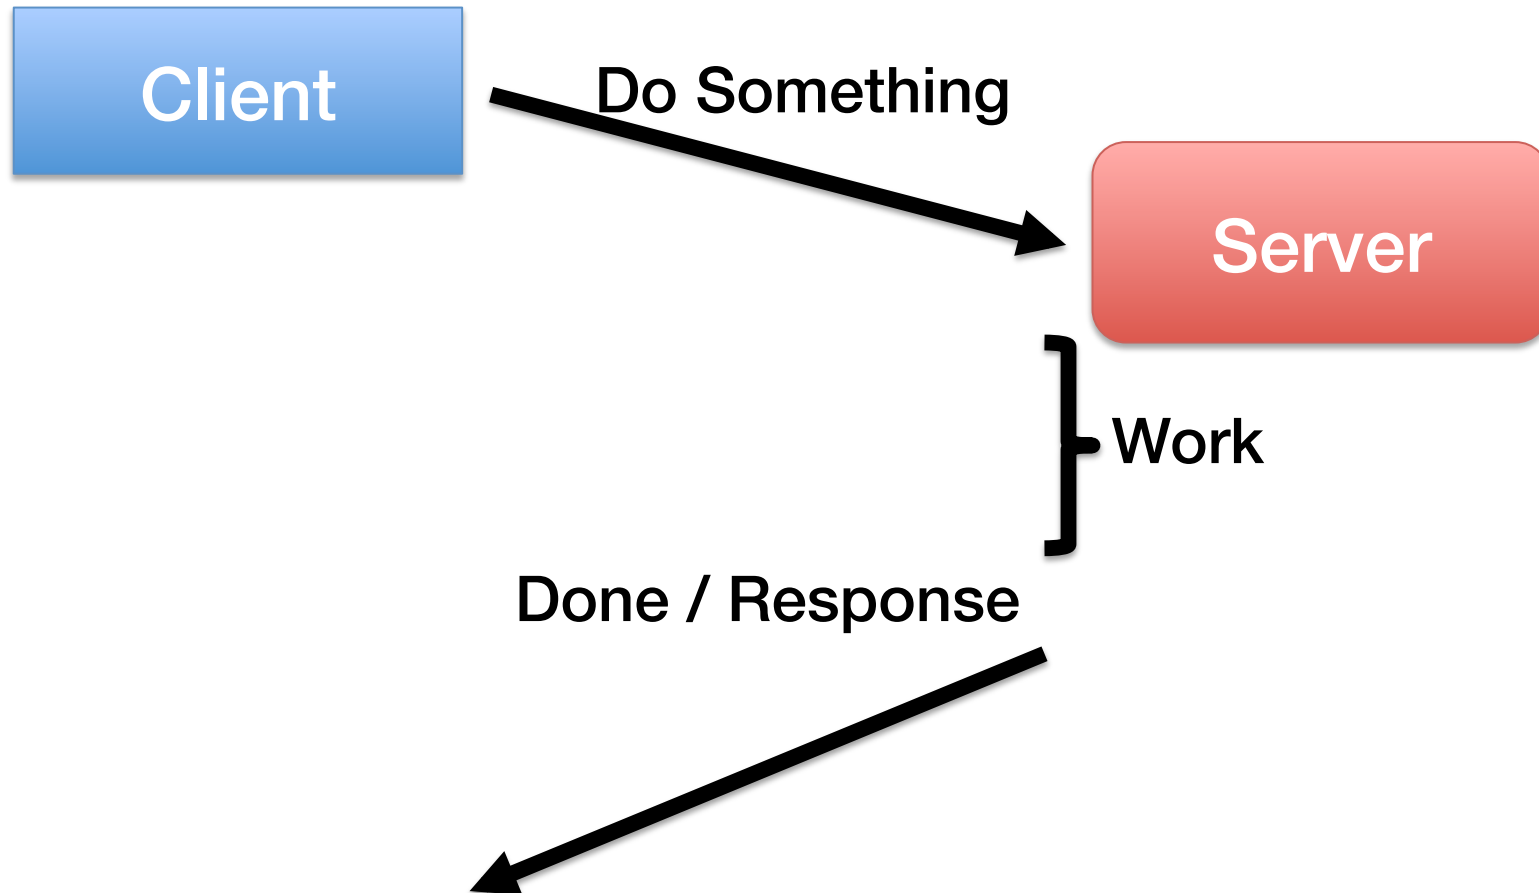 Client
Do Something
Server
Work
Done / Response